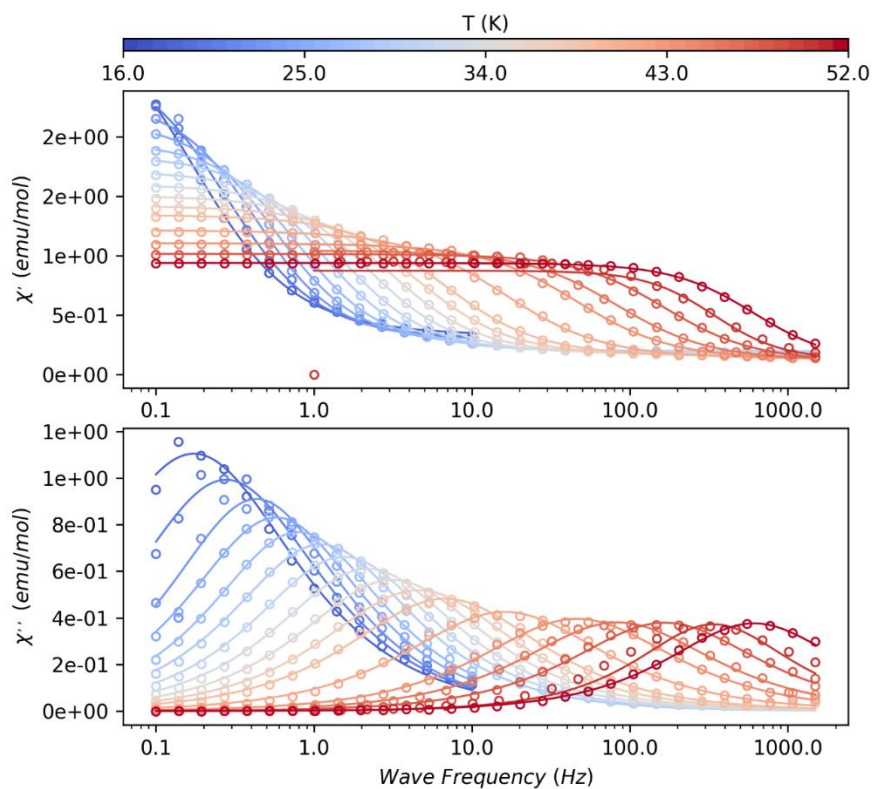 T (K)
16.0 25.0 34.0 43.0 52.0
2e+00
2e+00
1e+00
5e-01
0e+00
χ' (emu/mol)
0.1 1.0 10.0 100.0 1000.0
1e+00
1e+00
8e-01
6e-01
4e-01
2e-01
0e+00
χ'' (emu/mol)
0.1 1.0 10.0 100.0 1000.0
Wave Frequency (Hz)